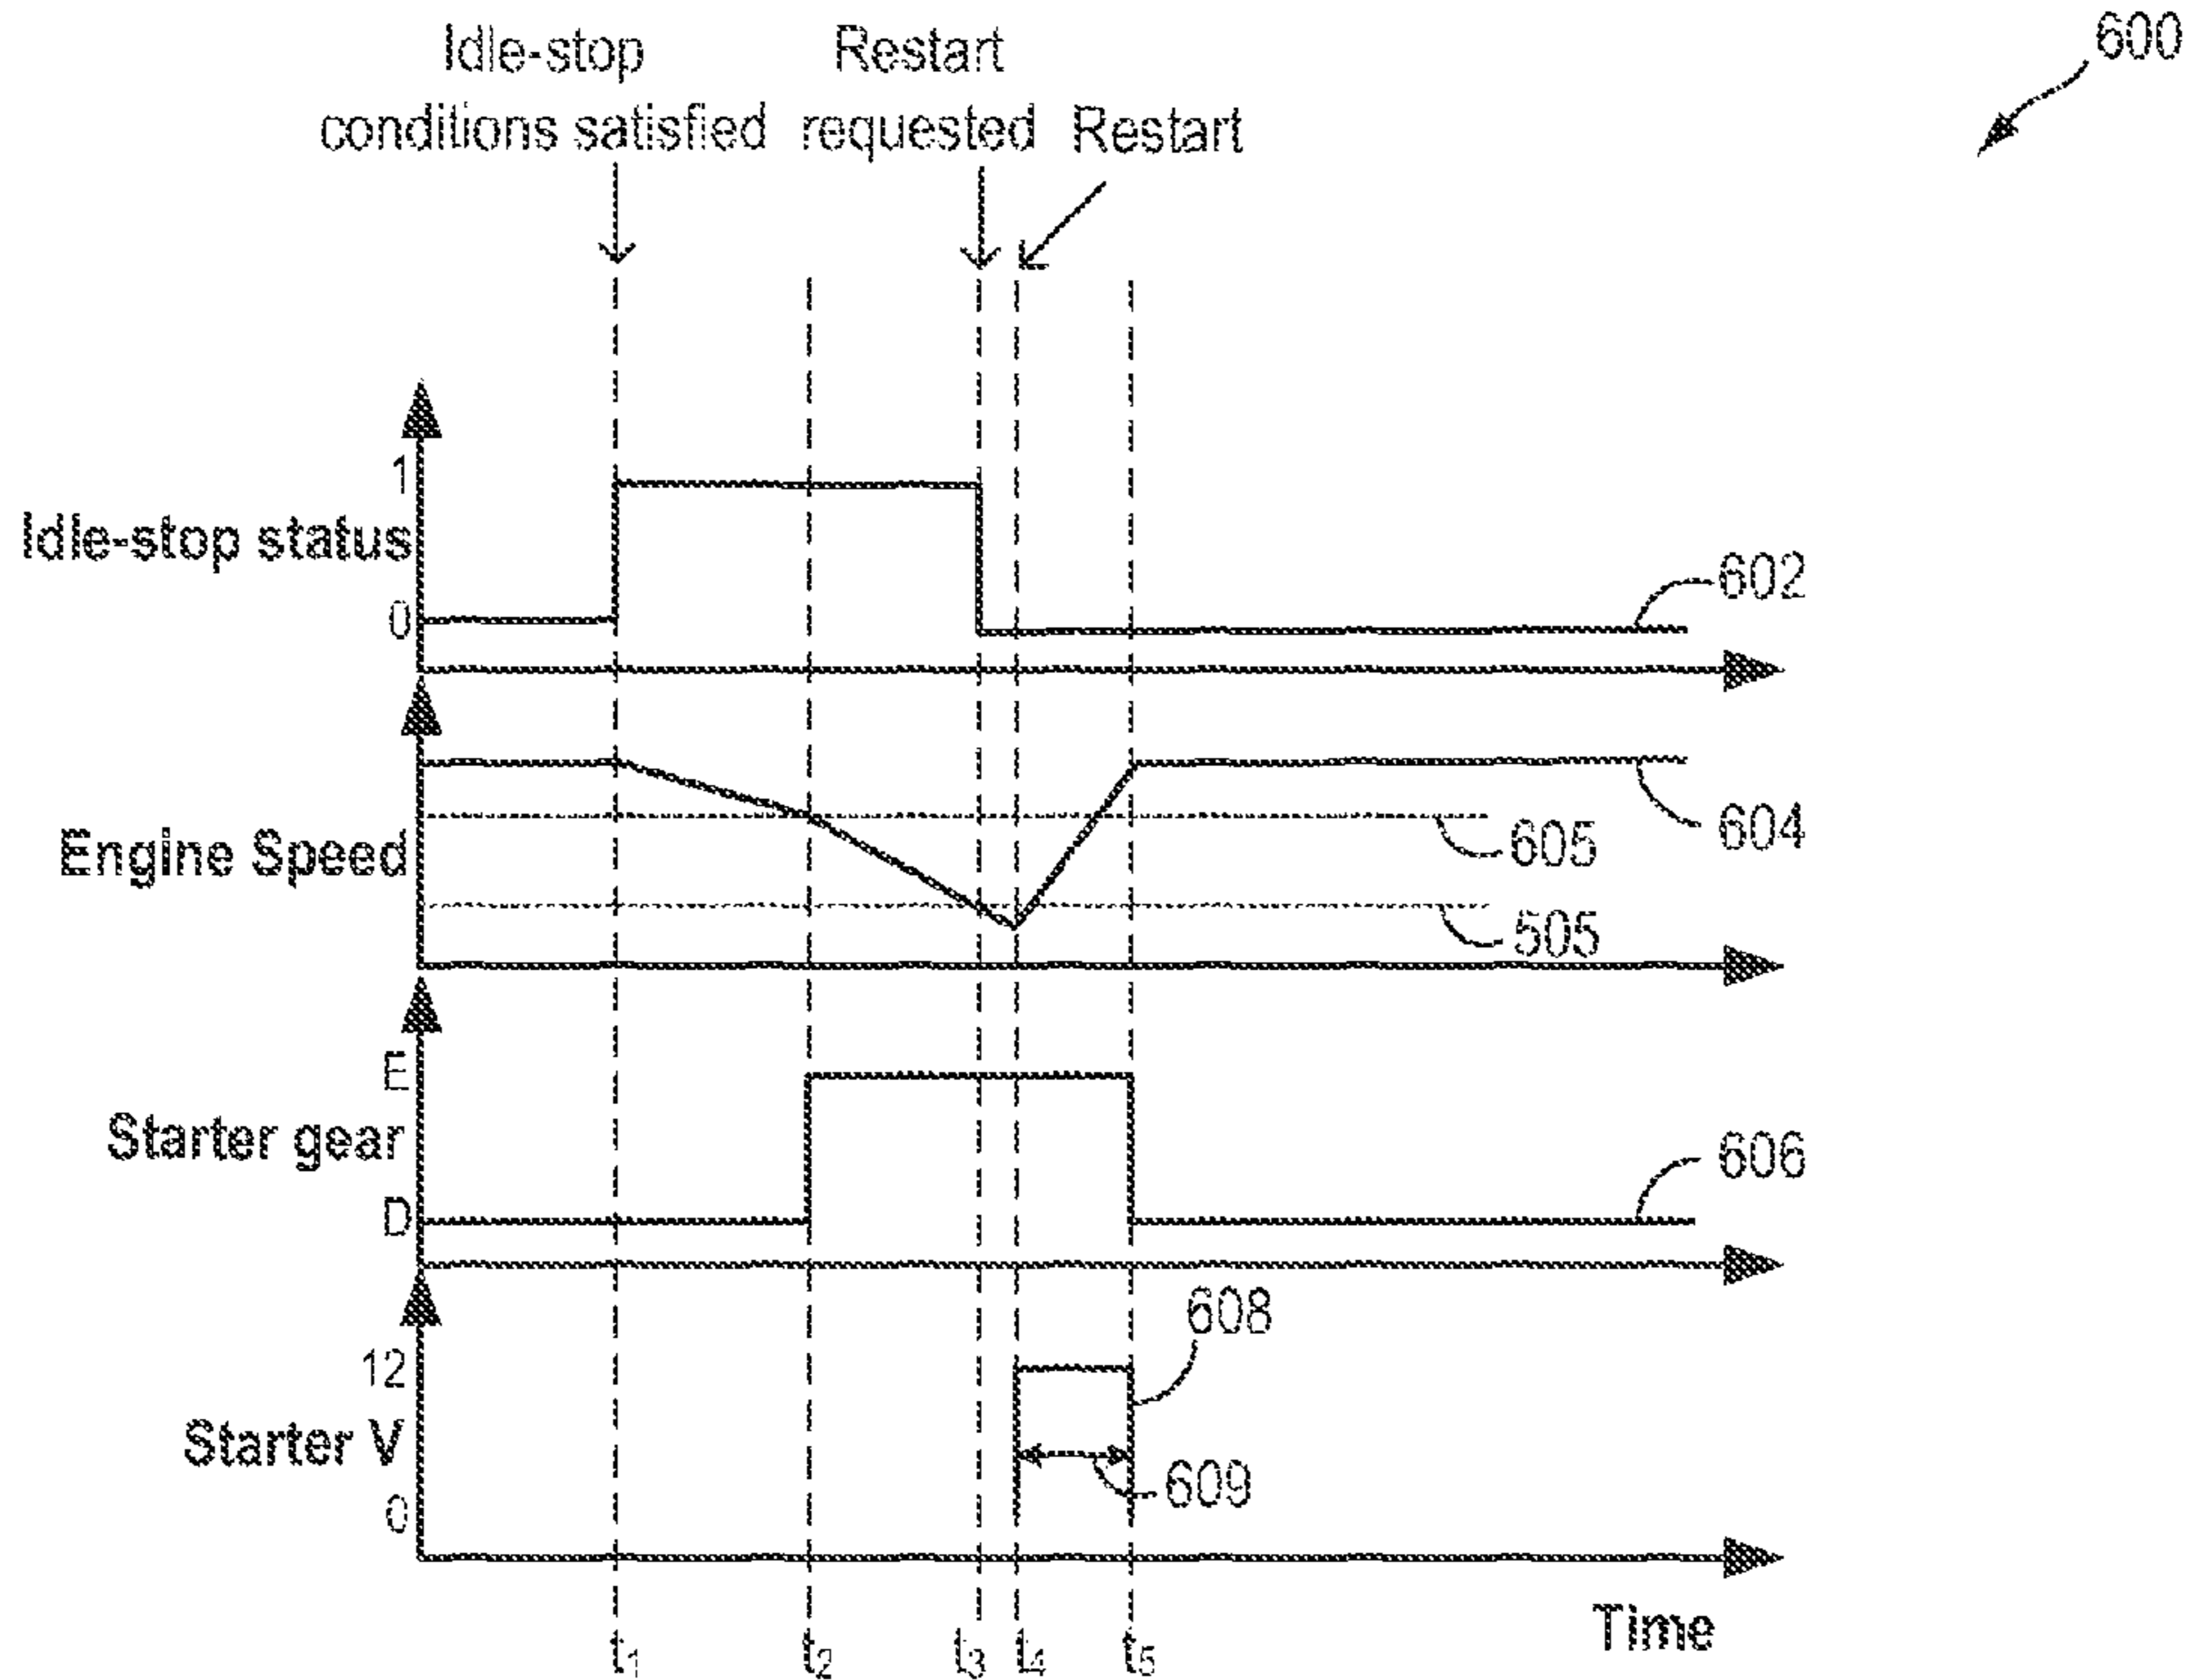 600
Idle-stop
conditions satisfied
Restart
requested
Restart
1
Idle-stop status
0
602
Engine Speed
605
604
505
E
Starter gear
D
606
608
12
Starter V
609
0
Time
t₁ t₂ t₃ t₄ t₅